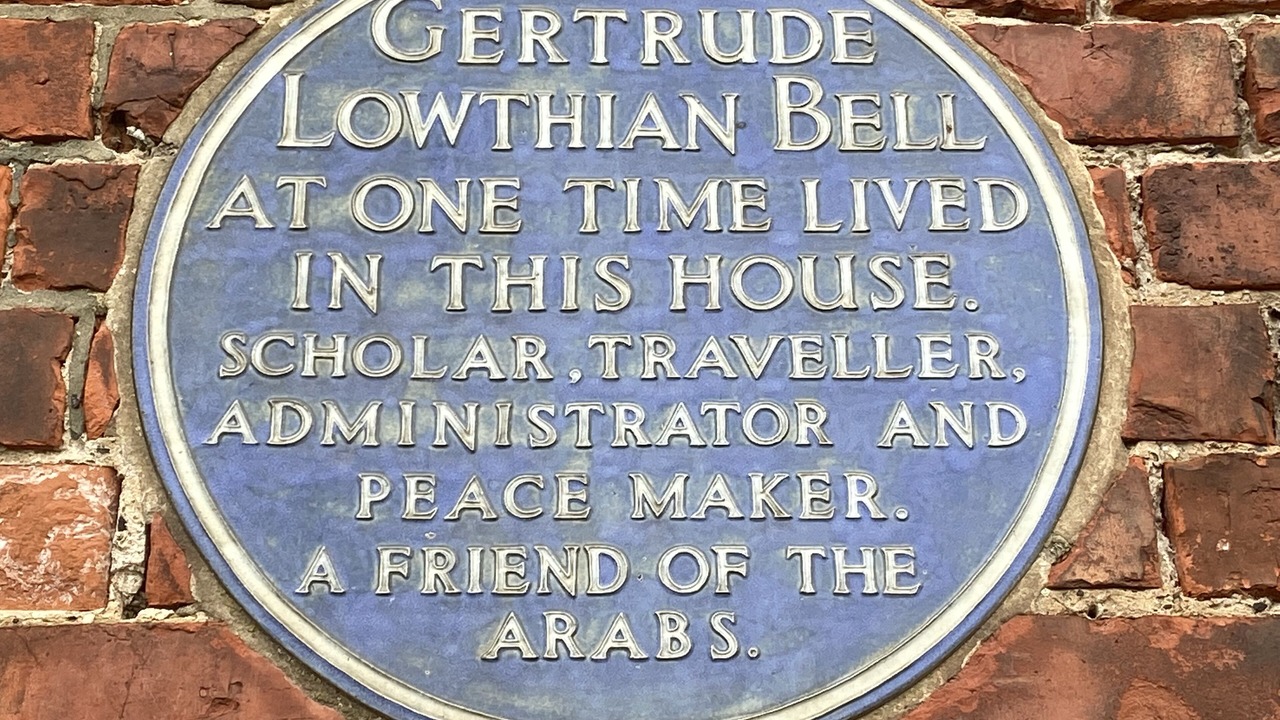 GERTRUDE
LOWTHIAN BELL
AT ONE TIME LIVED
IN THIS HOUSE.
SCHOLAR, TRAVELLER,
ADMINISTRATOR AND
PEACE MAKER.
A FRIEND OF THE
ARABS.